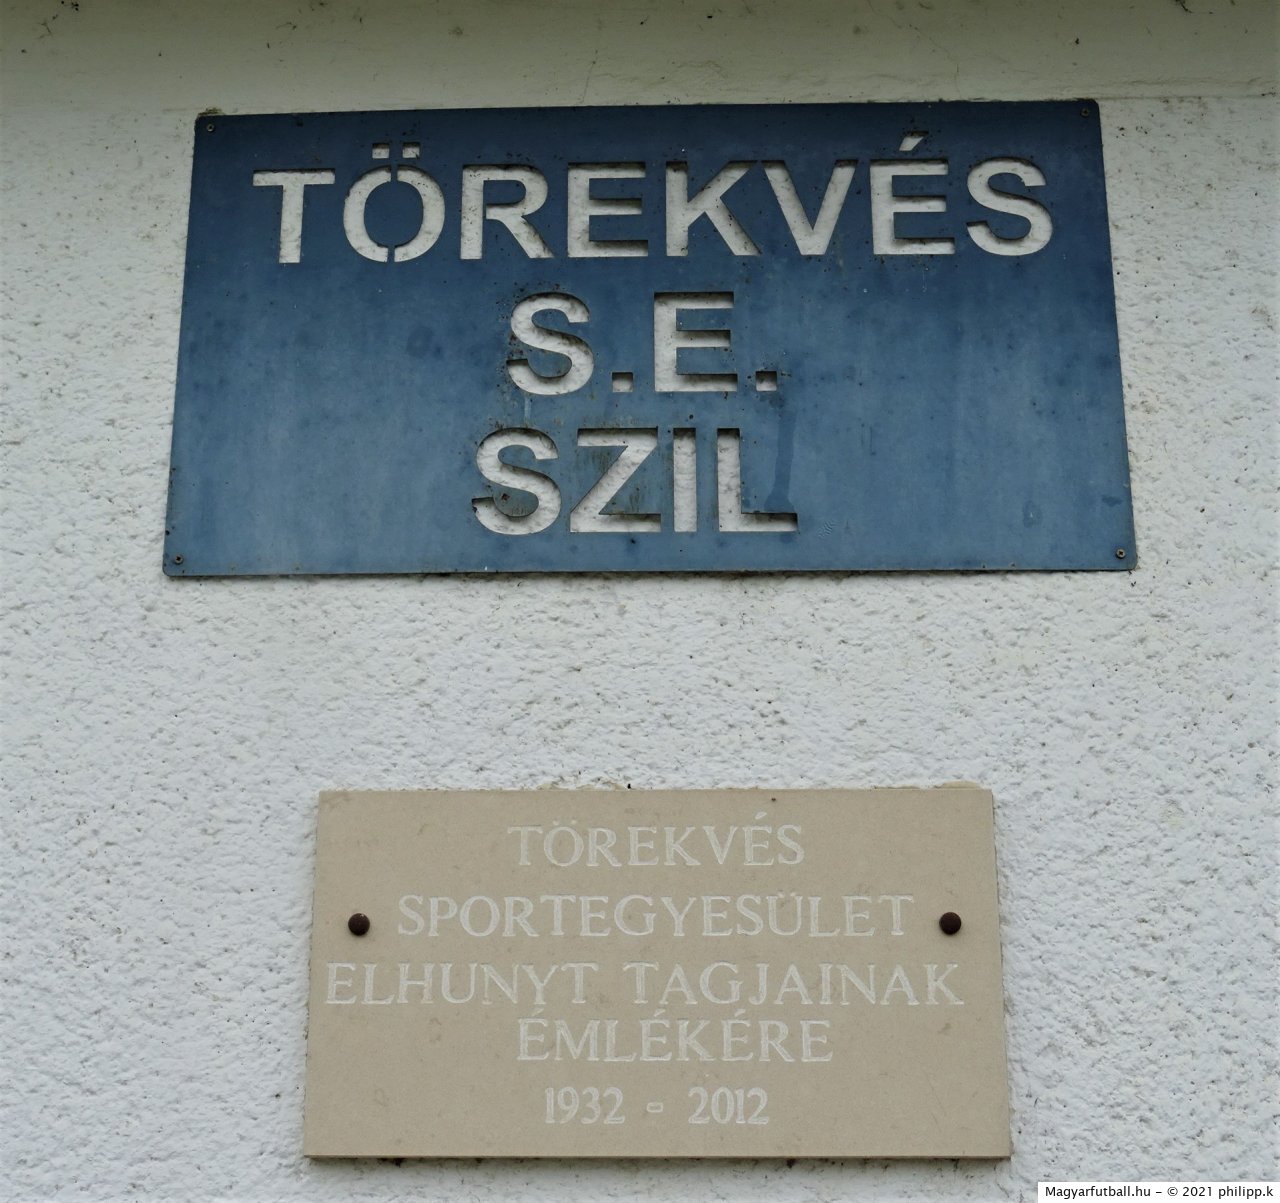 TÖREKVÉS
S.E.
SZIL
TÖREKVÉS
SPORTEGYESÜLET
ELHUNYT TAGJAINAK
ÉMLÉKÉRE
1932 - 2012
Magyarfutball.hu - © 2021 philipp.k